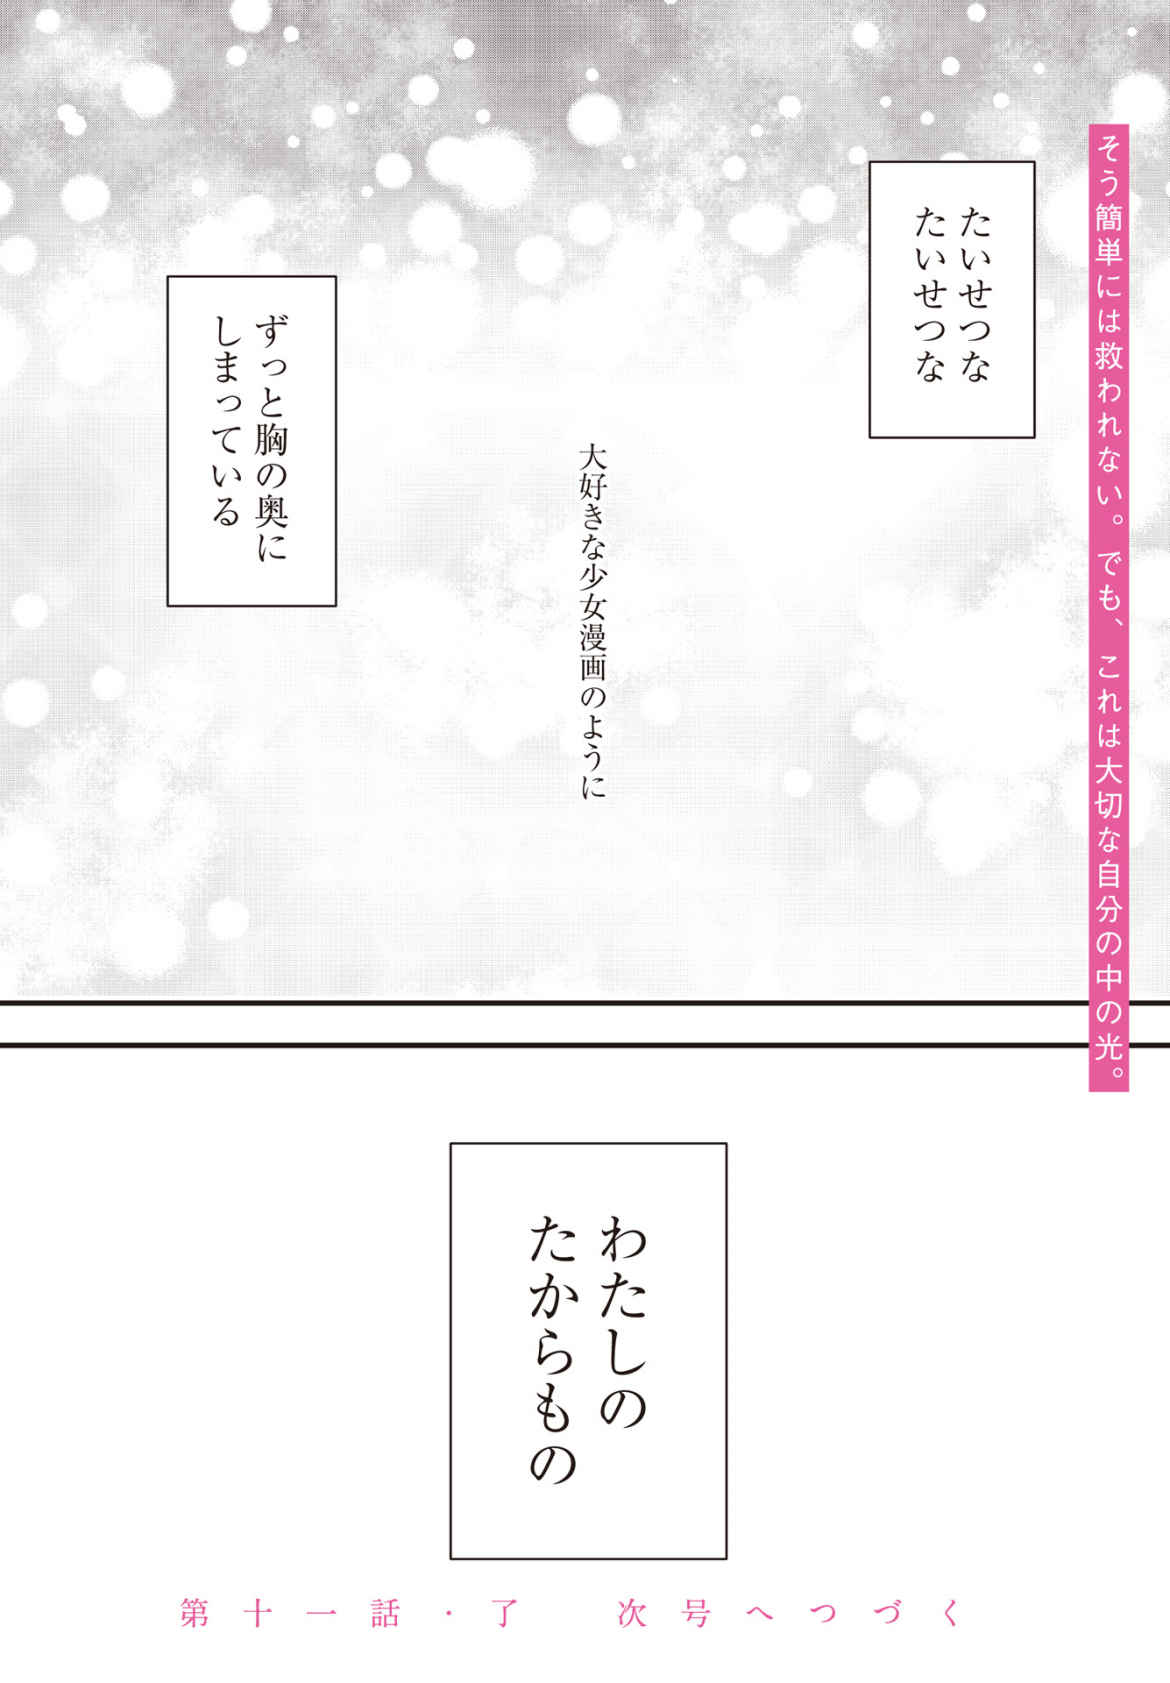 そう簡単には救われない。でも、これは大切な自分の中の光。
たいせつな
たいせつな
大好きな少女漫画のように
ずっと胸の奥に
しまっている
わたしの
たからもの
第十一話・了　次号へつづく